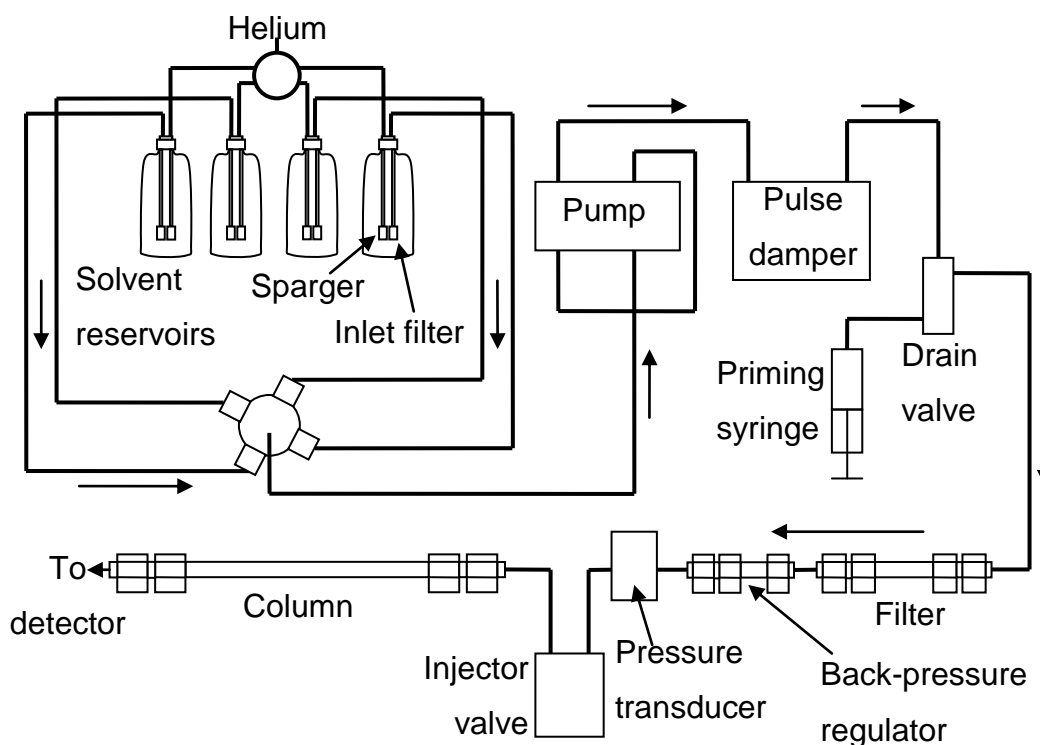 Helium
Pump
Pulse
damper
Solvent
reservoirs
Sparger
Inlet filter
Priming
syringe
Drain
valve
To
detector
Column
Filter
Injector
valve
Pressure
transducer
Back-pressure
regulator